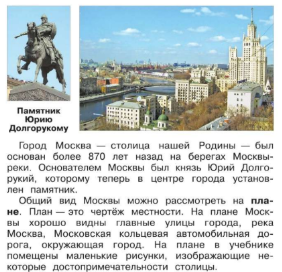 Памятник
Юрию
Долгорукому
Город Москва — столица нашей Родины — был
основан более 870 лет назад на берегах Москвы-
реки. Основателем Москвы был князь Юрий Долго-
рукий, которому теперь в центре города установ-
лен памятник.
Общий вид Москвы можно рассмотреть на пла-
не. План — это чертёж местности. На плане Моск-
вы хорошо видны главные улицы города, река
Москва, Московская кольцевая автомобильная до-
рога, окружающая город. На плане в учебнике
помещены маленькие рисунки, изображающие не-
которые достопримечательности столицы.